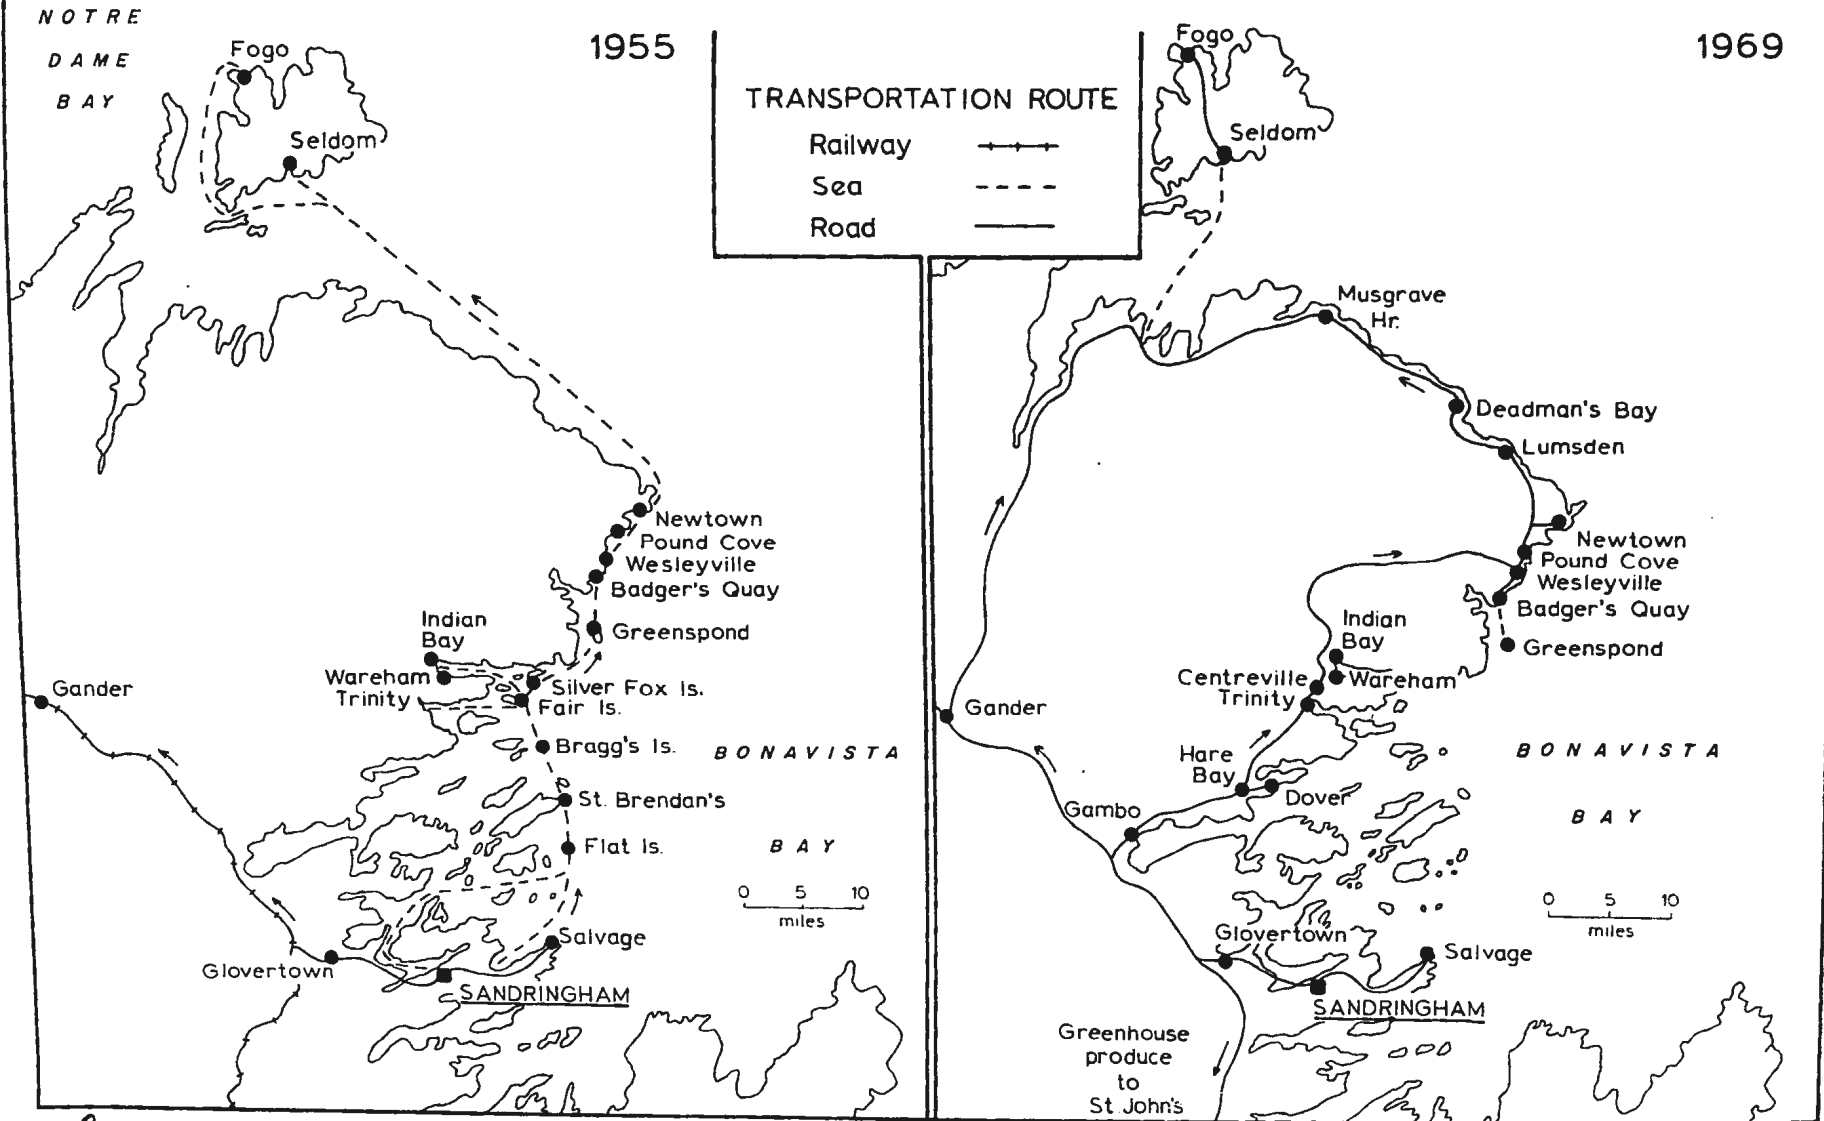 NOTRE
DAME
BAY
1955
Fogo
Seldom
Newtown
Pound Cove
Wesleyville
Badger's Quay
Greenspond
Indian
Bay
Wareham
Trinity
Silver Fox Is.
Fair Is.
Bragg's Is.
St. Brendan's
Flat Is.
Gander
BONAVISTA
BAY
0 5 10
miles
Salvage
Glovertown
SANDRINGHAM
TRANSPORTATION ROUTE
Railway
Sea
Road
1969
Fogo
Seldom
Musgrave
Hr.
Deadman's Bay
Lumsden
Newtown
Pound Cove
Wesleyville
Badger's Quay
Greenspond
Indian
Bay
Wareham
Centreville
Trinity
Gander
Hare
Bay
Dover
Gambo
BONAVISTA
BAY
0 5 10
miles
Glovertown
Salvage
SANDRINGHAM
Greenhouse
produce
to
St. John's